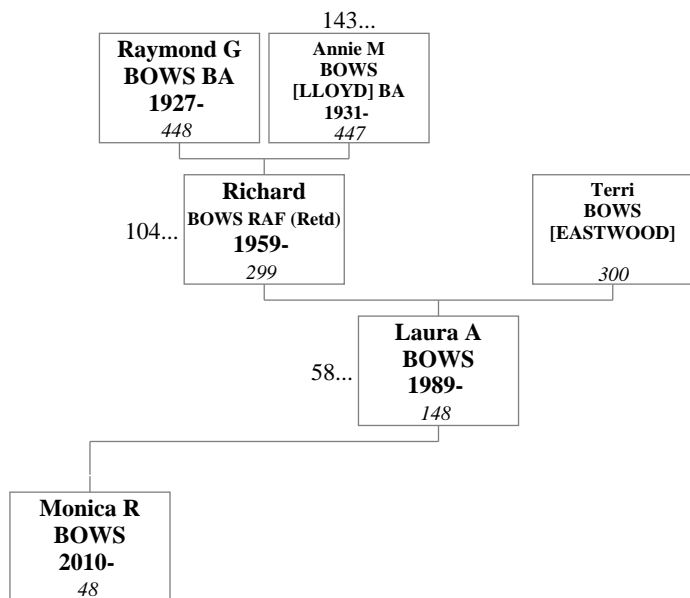 143...
Raymond G
BOWS BA
1927-
448
Annie M
BOWS
[LLOYD] BA
1931-
447
104...
Richard
BOWS RAF (Retd)
1959-
299
Terri
BOWS
[EASTWOOD]
300
58...
Laura A
BOWS
1989-
148
Monica R
BOWS
2010-
48